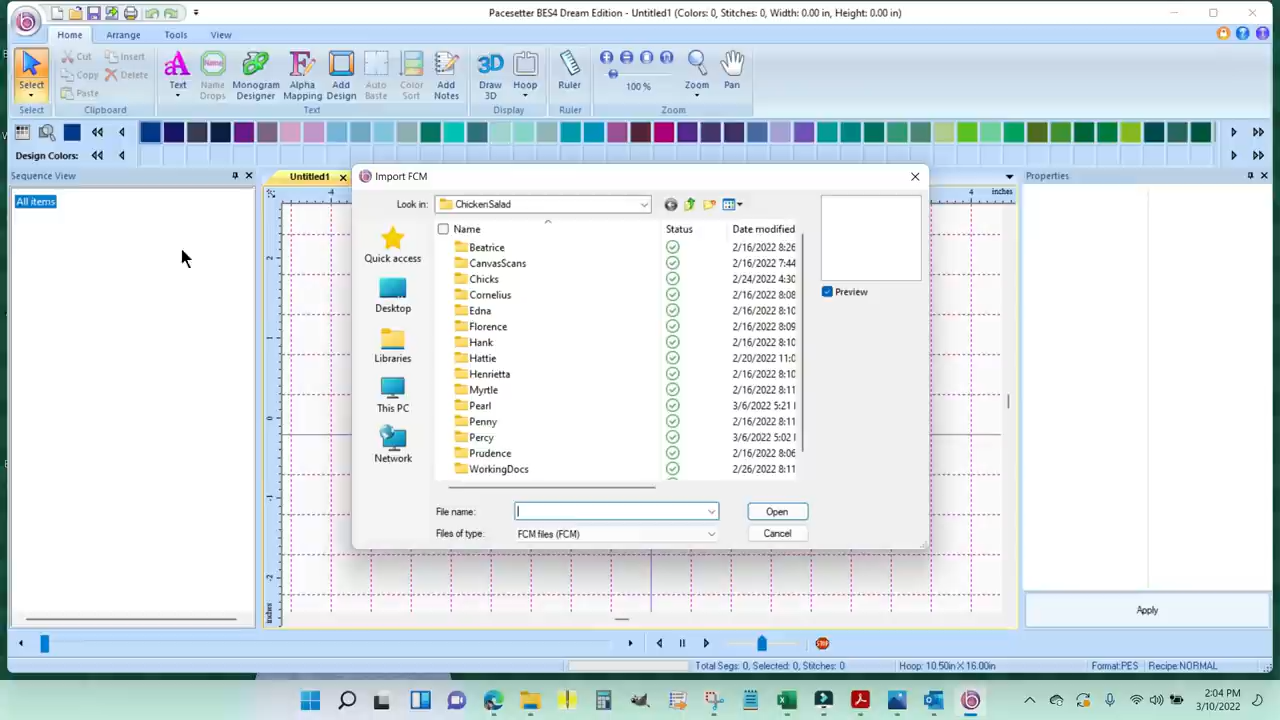 Pacesetter BES4 Dream Edition - Untitled1 (Colors: 0, Stitches: 0, Width: 0.00 in, Height: 0.00 in)
Home Arrange Tools View
Cut Insert
Copy Delete
Paste
Select Text Name Drops Monogram Designer Alpha Mapping Add Design Auto Baste Color Sort Add Notes Draw 3D Hoop Ruler 100 % Zoom Pan
Select Clipboard Text Display Ruler Zoom
Design Colors:
Sequence View Untitled1 Properties
All items
-4 4 inches
2
1
0
-1
-2
inches
Import FCM
Look in: ChickenSalad
Name Status Date modified
Quick access
Desktop
Libraries
This PC
Network
Beatrice 2/16/2022 8:26
CanvasScans 2/16/2022 7:44
Chicks 2/24/2022 4:30
Cornelius 2/16/2022 8:08
Edna 2/16/2022 8:10
Florence 2/16/2022 8:09
Hank 2/16/2022 8:10
Hattie 2/20/2022 11:0
Henrietta 2/16/2022 8:10
Myrtle 2/16/2022 8:11
Pearl 3/6/2022 5:21
Penny 2/16/2022 8:11
Percy 3/6/2022 5:02
Prudence 2/16/2022 8:06
WorkingDocs 2/26/2022 8:11
Preview
File name: Open
Files of type: FCM files (FCM) Cancel
Apply
Total Segs: 0, Selected: 0, Stitches: 0 Hoop: 10.50in X 16.00in Format:PES Recipe:NORMAL
2:04 PM
3/10/2022